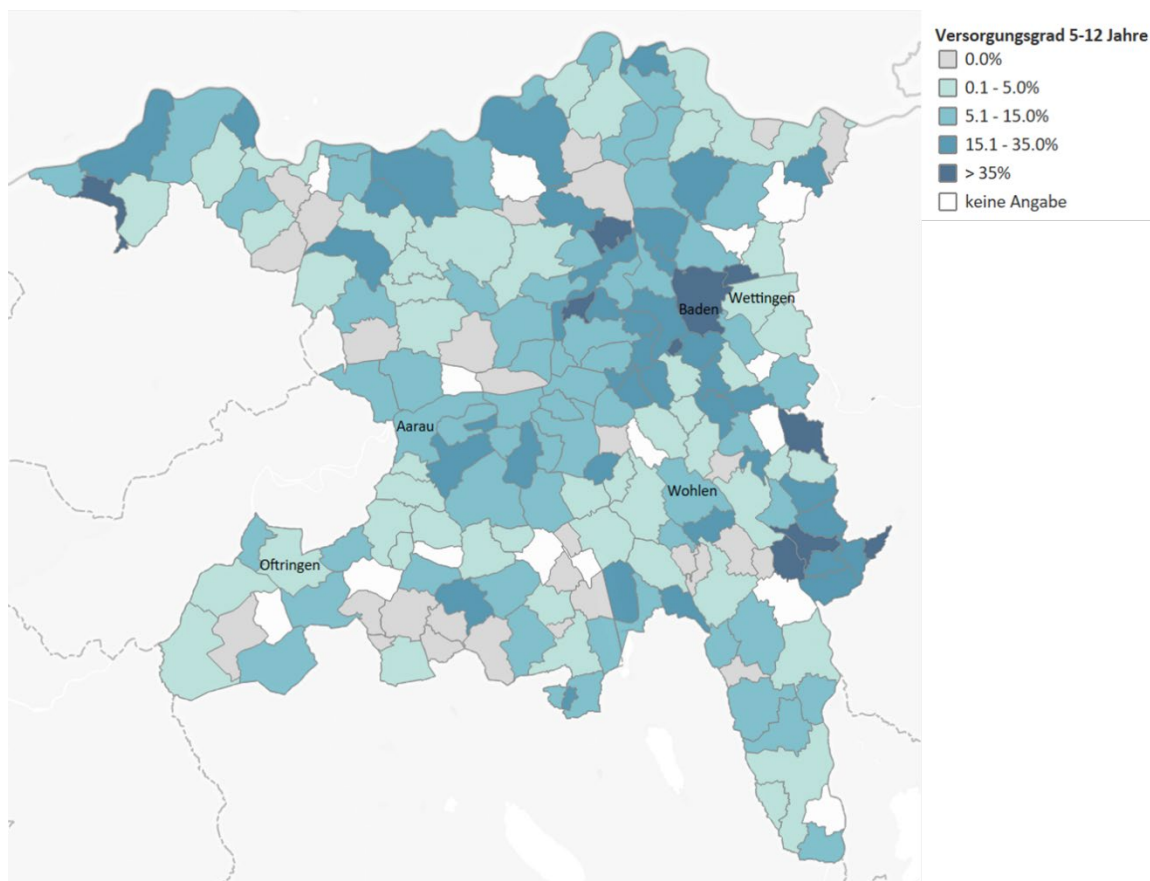 Versorgungsgrad 5-12 Jahre
0.0%
0.1 - 5.0%
5.1 - 15.0%
15.1 - 35.0%
> 35%
keine Angabe
Baden
Wettingen
Aarau
Wohlen
Oftringen